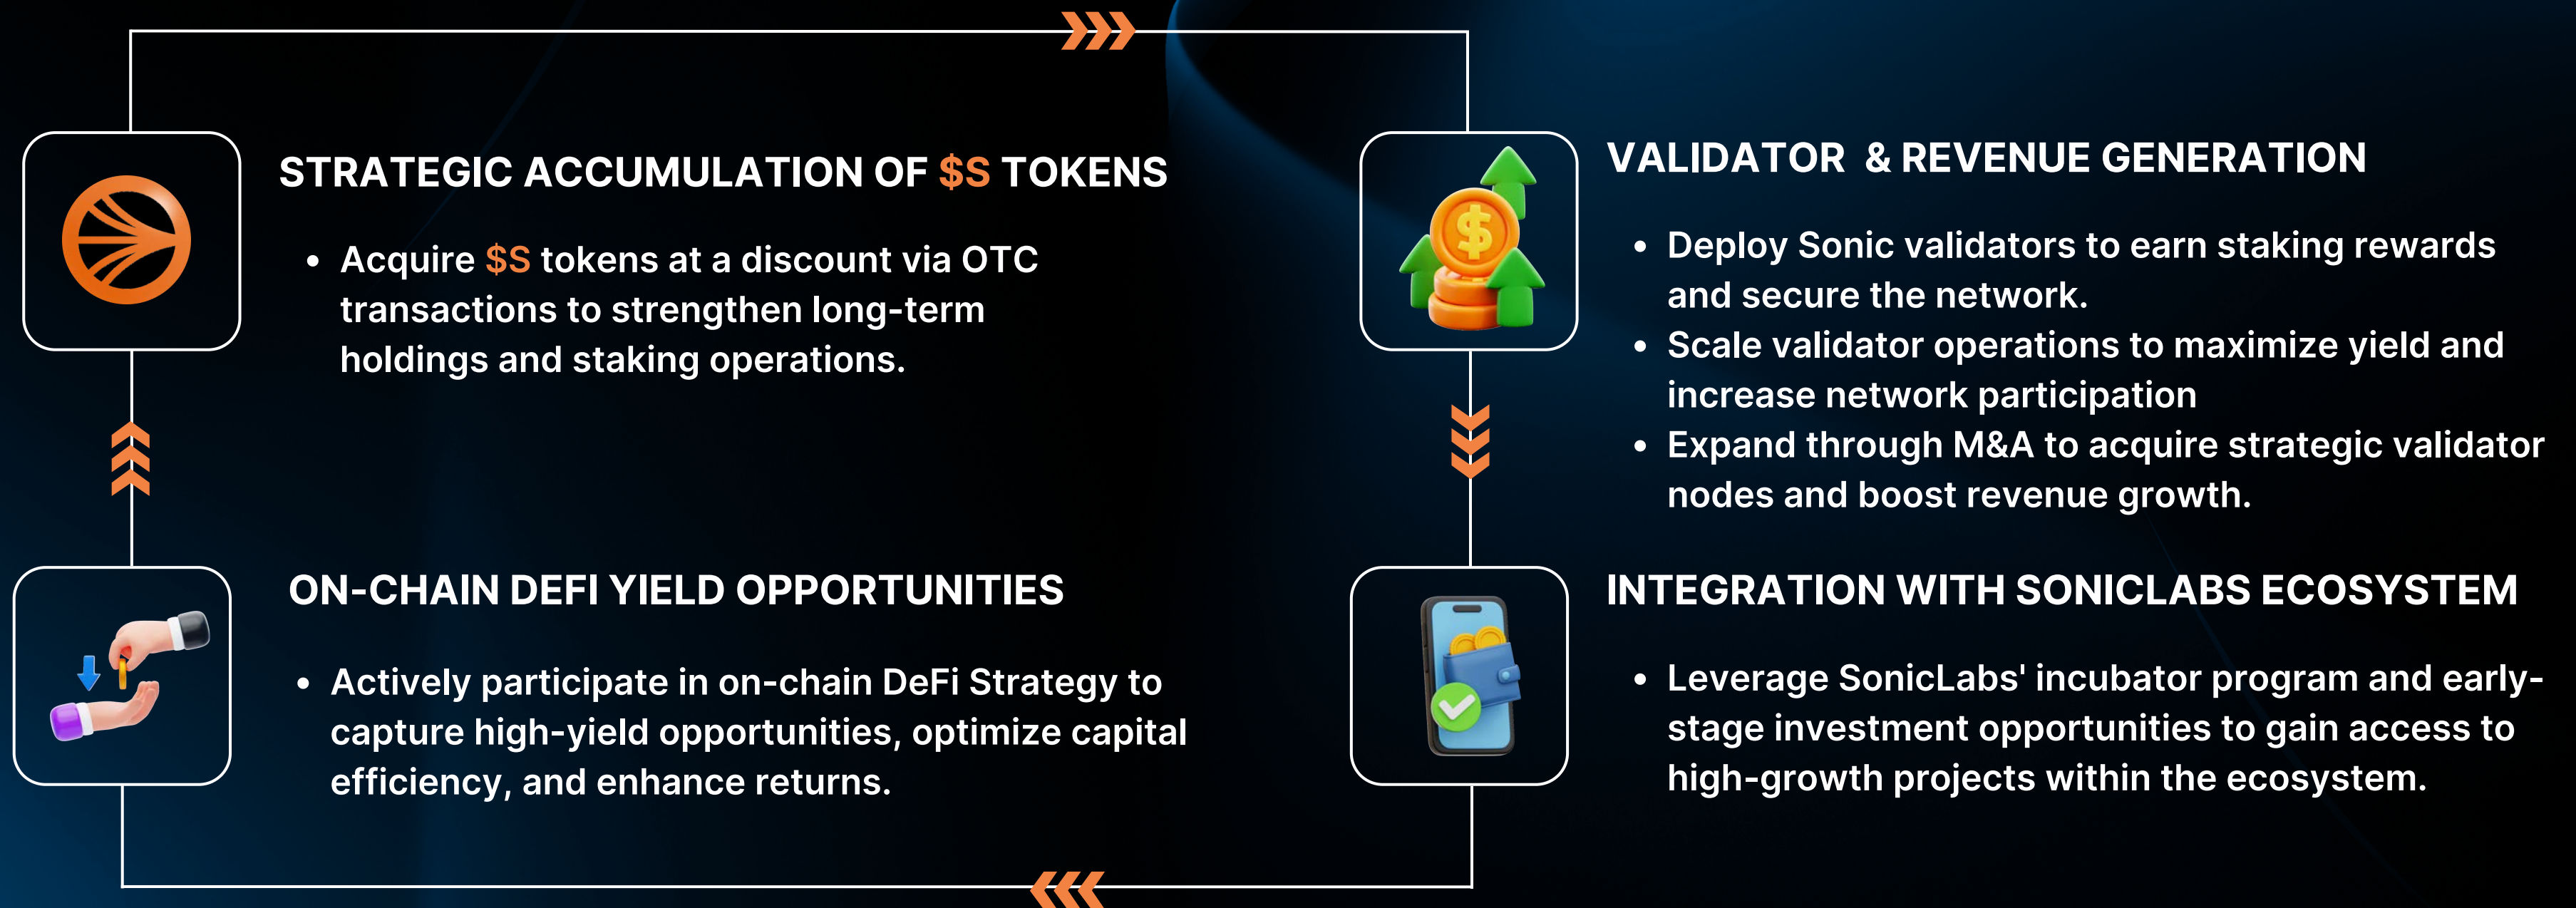 STRATEGIC ACCUMULATION OF $S TOKENS
• Acquire $S tokens at a discount via OTC
transactions to strengthen long-term
holdings and staking operations.
VALIDATOR & REVENUE GENERATION
• Deploy Sonic validators to earn staking rewards
and secure the network.
• Scale validator operations to maximize yield and
increase network participation
• Expand through M&A to acquire strategic validator
nodes and boost revenue growth.
ON-CHAIN DEFI YIELD OPPORTUNITIES
• Actively participate in on-chain DeFi Strategy to
capture high-yield opportunities, optimize capital
efficiency, and enhance returns.
INTEGRATION WITH SONICLABS ECOSYSTEM
• Leverage SonicLabs' incubator program and early-
stage investment opportunities to gain access to
high-growth projects within the ecosystem.